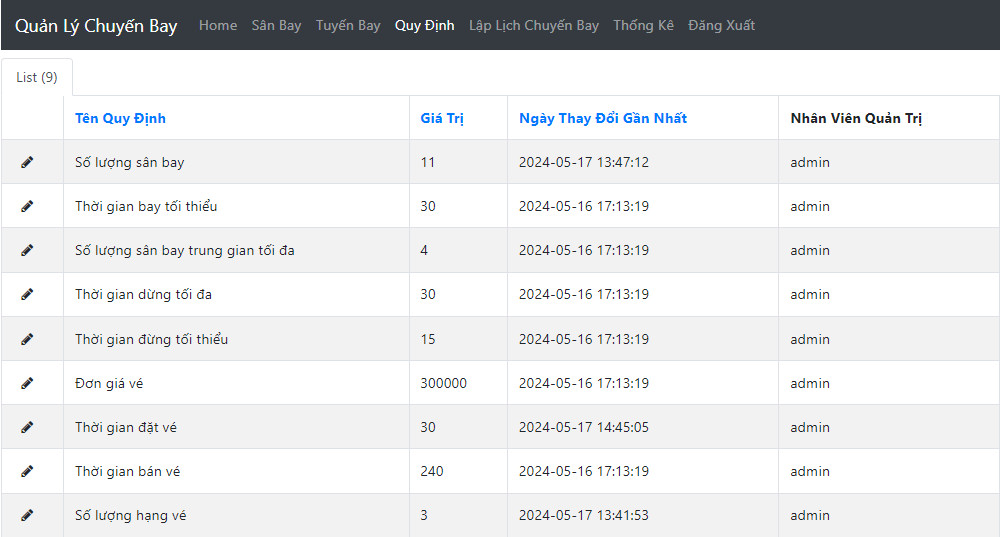 Quản Lý Chuyến Bay Home Sân Bay Tuyến Bay Quy Định Lập Lịch Chuyến Bay Thống Kê Đăng Xuất
List (9)
Tên Quy Định Giá Trị Ngày Thay Đổi Gần Nhất Nhân Viên Quản Trị
Số lượng sân bay 11 2024-05-17 13:47:12 admin
Thời gian bay tối thiểu 30 2024-05-16 17:13:19 admin
Số lượng sân bay trung gian tối đa 4 2024-05-16 17:13:19 admin
Thời gian dừng tối đa 30 2024-05-16 17:13:19 admin
Thời gian đừng tối thiểu 15 2024-05-16 17:13:19 admin
Đơn giá vé 300000 2024-05-16 17:13:19 admin
Thời gian đặt vé 30 2024-05-17 14:45:05 admin
Thời gian bán vé 240 2024-05-16 17:13:19 admin
Số lượng hạng vé 3 2024-05-17 13:41:53 admin